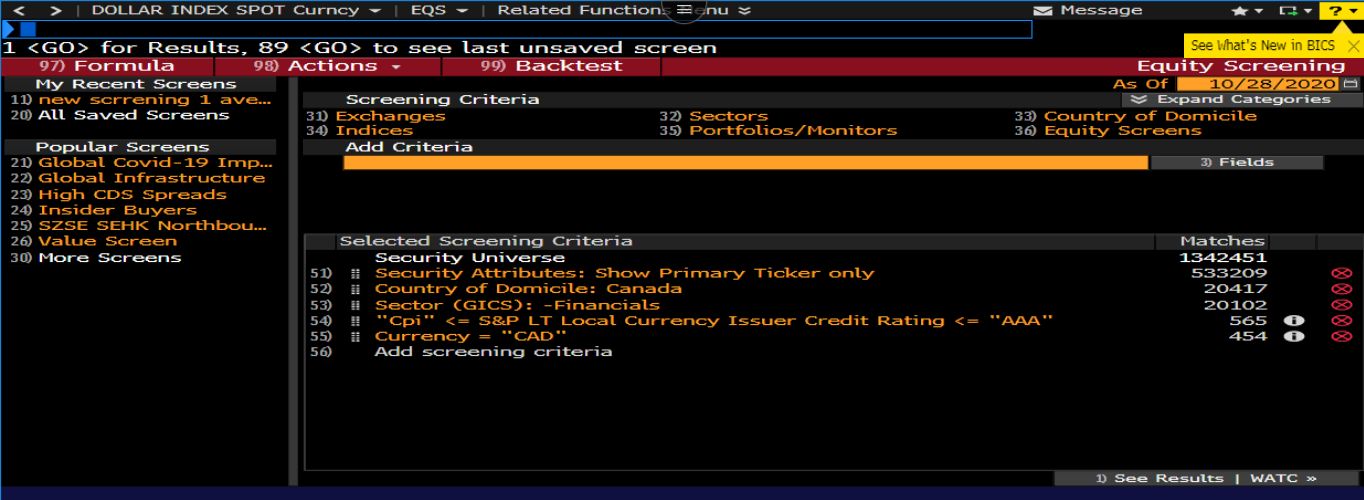 < > | DOLLAR INDEX SPOT Curncy | EQS | Related Functions enu Message ?
1 <GO> for Results, 89 <GO> to see last unsaved screen
See What's New in BICS
97) Formula 98) Actions 99) Backtest Equity Screening
My Recent Screens
As Of 10/28/2020
11) new scrrening 1 ave...
Screening Criteria
Expand Categories
20) All Saved Screens
31) Exchanges 32) Sectors 33) Country of Domicile
34) Indices 35) Portfolios/Monitors 36) Equity Screens
Popular Screens
Add Criteria
21) Global Covid-19 Imp...
3) Fields
22) Global Infrastructure
23) High CDS Spreads
24) Insider Buyers
25) SZSE SEHK Northbou...
26) Value Screen
30) More Screens
Selected Screening Criteria Matches
Security Universe 1342451
51) Security Attributes: Show Primary Ticker only 533209
52) Country of Domicile: Canada 20417
53) Sector (GICS): -Financials 20102
54) "Cpi" <= S&P LT Local Currency Issuer Credit Rating <= "AAA" 565
55) Currency = "CAD" 454
56) Add screening criteria
1) See Results | WATC »